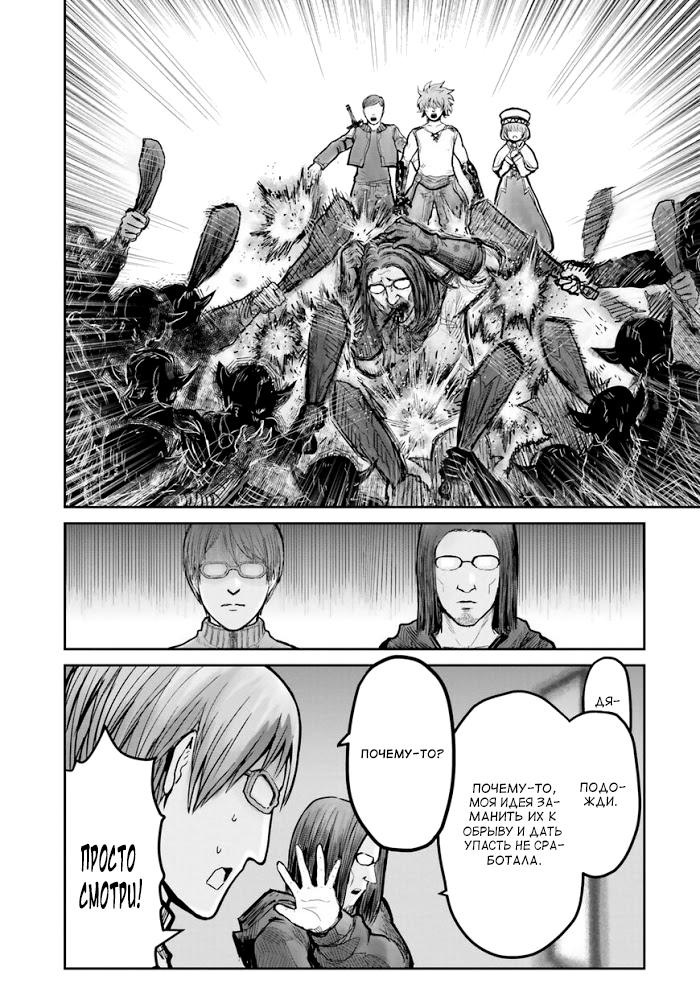 ДЯ-
ПОДО-
ЖДИ.
ПОЧЕМУ-ТО,
МОЯ ИДЕЯ ЗА-
МАНИТЬ ИХ К
ОБРЫВУ И ДАТЬ
УПАСТЬ НЕ СРА-
БОТАЛА.
ПОЧЕМУ-ТО?
ПРОСТО
СМОТРИ!